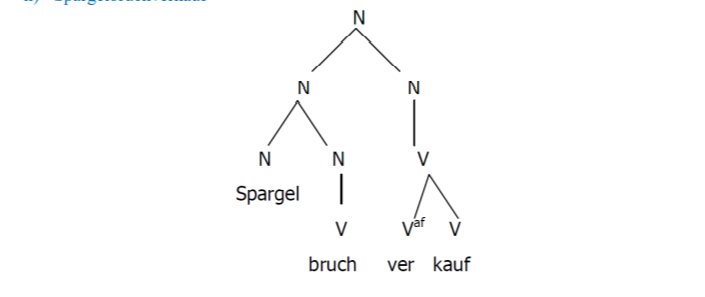 N
N N
N N V
Spargel
V Vaf V
bruch ver kauf